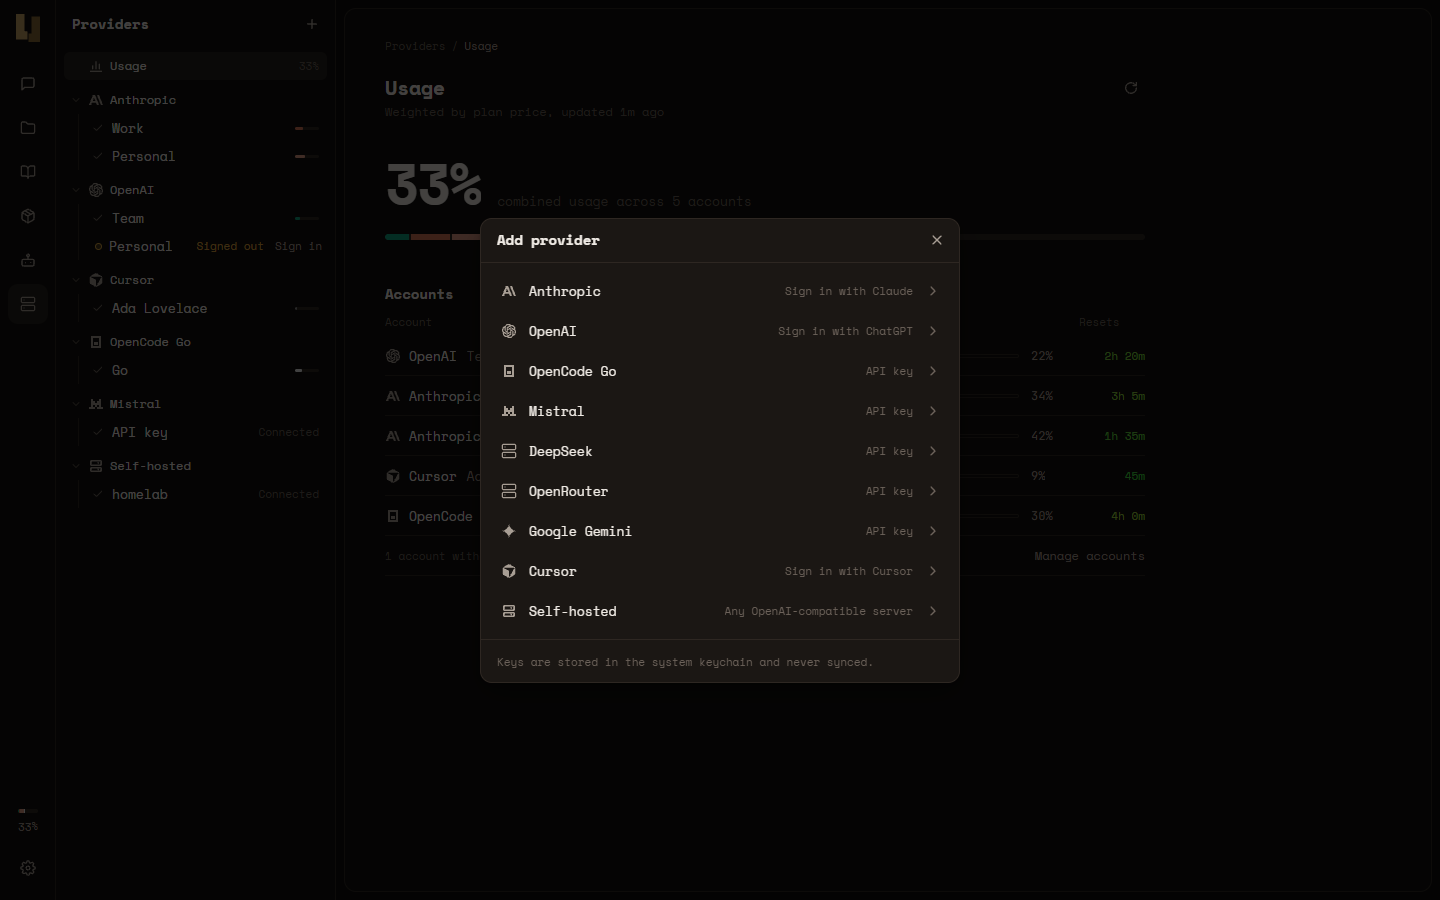 Providers
Usage 33%
Anthropic
Work
Personal
OpenAI
Team
Personal Signed out Sign in
Cursor
Ada Lovelace
OpenCode Go
Go
Mistral
API key Connected
Self-hosted
homelab Connected
33%
Providers / Usage
Usage
Weighted by plan price, updated 1m ago
33% combined usage across 5 accounts
Accounts
Account Resets
OpenAI Te 22% 2h 20m
Anthropic 34% 3h 5m
Anthropic 42% 1h 35m
Cursor Ad 9% 45m
OpenCode 30% 4h 0m
1 account with Manage accounts
Add provider
Anthropic Sign in with Claude
OpenAI Sign in with ChatGPT
OpenCode Go API key
Mistral API key
DeepSeek API key
OpenRouter API key
Google Gemini API key
Cursor Sign in with Cursor
Self-hosted Any OpenAI-compatible server
Keys are stored in the system keychain and never synced.